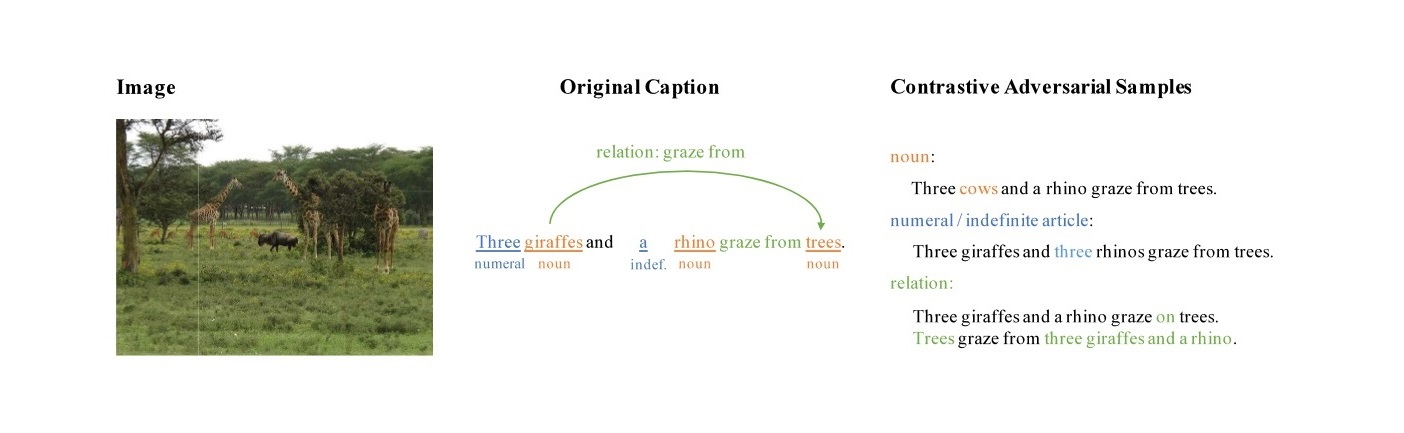 Image
Original Caption
Contrastive Adversarial Samples
relation: graze from
Three giraffes and a rhino graze from trees.
numeral noun indef. noun noun
noun:
Three cows and a rhino graze from trees.
numeral / indefinite article:
Three giraffes and three rhinos graze from trees.
relation:
Three giraffes and a rhino graze on trees.
Trees graze from three giraffes and a rhino.